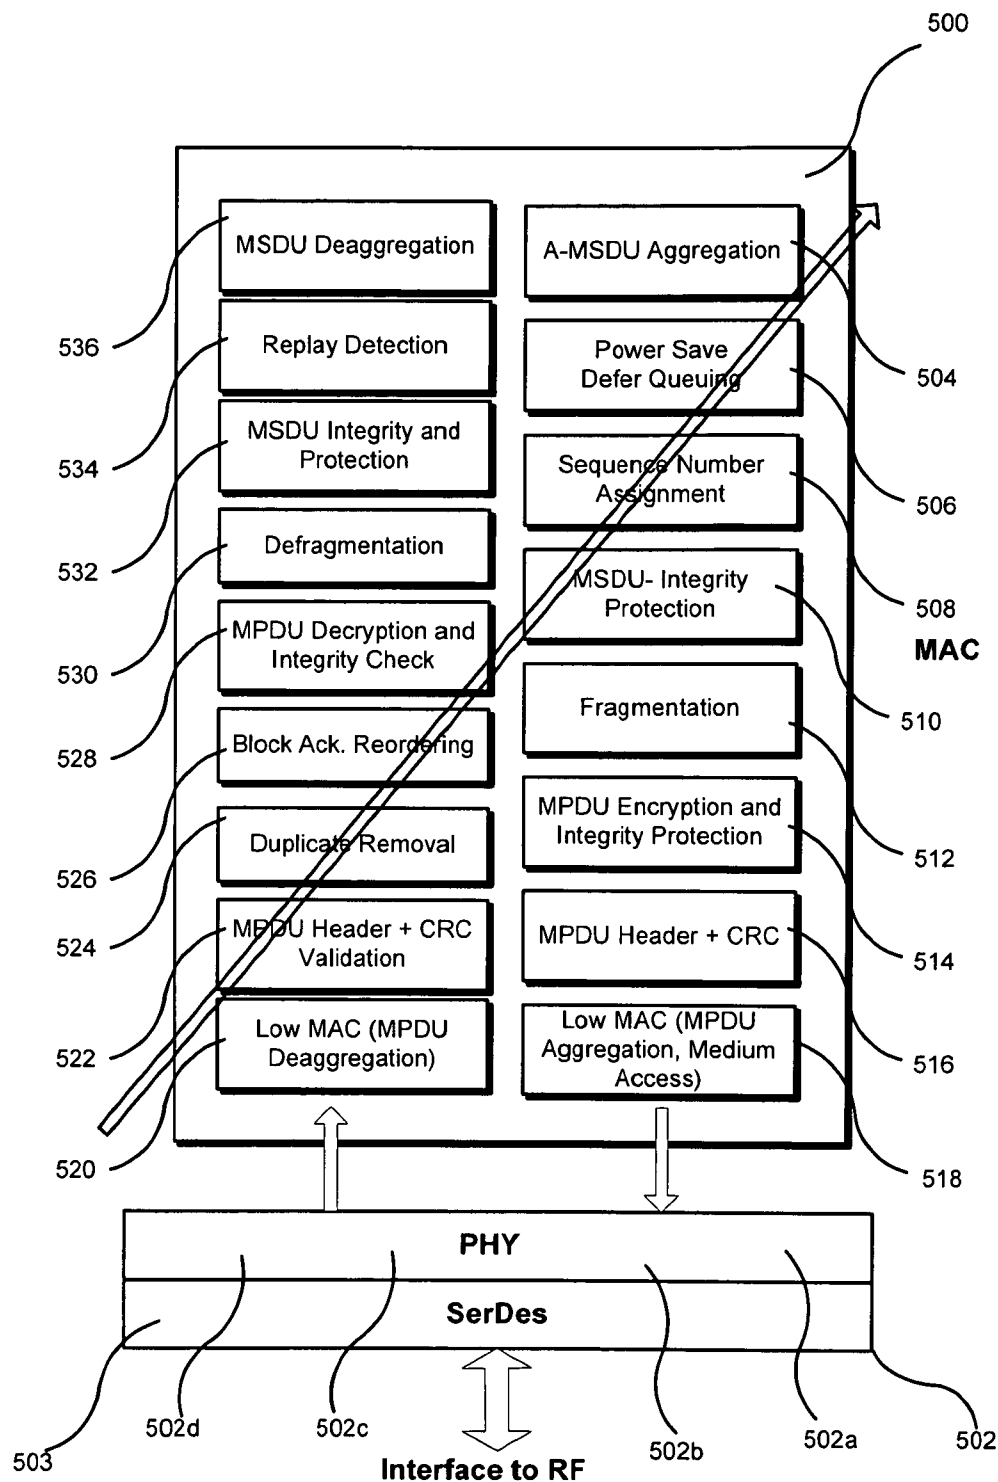 500
MSDU Deaggregation
A-MSDU Aggregation
536
Replay Detection
Power Save
Defer Queuing
504
534
MSDU Integrity and
Protection
Sequence Number
Assignment
506
532
Defragmentation
MSDU- Integrity
Protection
508
MAC
530
MPDU Decryption and
Integrity Check
Fragmentation
510
528
Block Ack. Reordering
MPDU Encryption and
Integrity Protection
512
526
Duplicate Removal
524
MPDU Header + CRC
Validation
MPDU Header + CRC
514
522
Low MAC (MPDU
Deaggregation)
Low MAC (MPDU
Aggregation, Medium
Access)
516
520
518
PHY
SerDes
502d
502c
502b
502a
502
503
Interface to RF